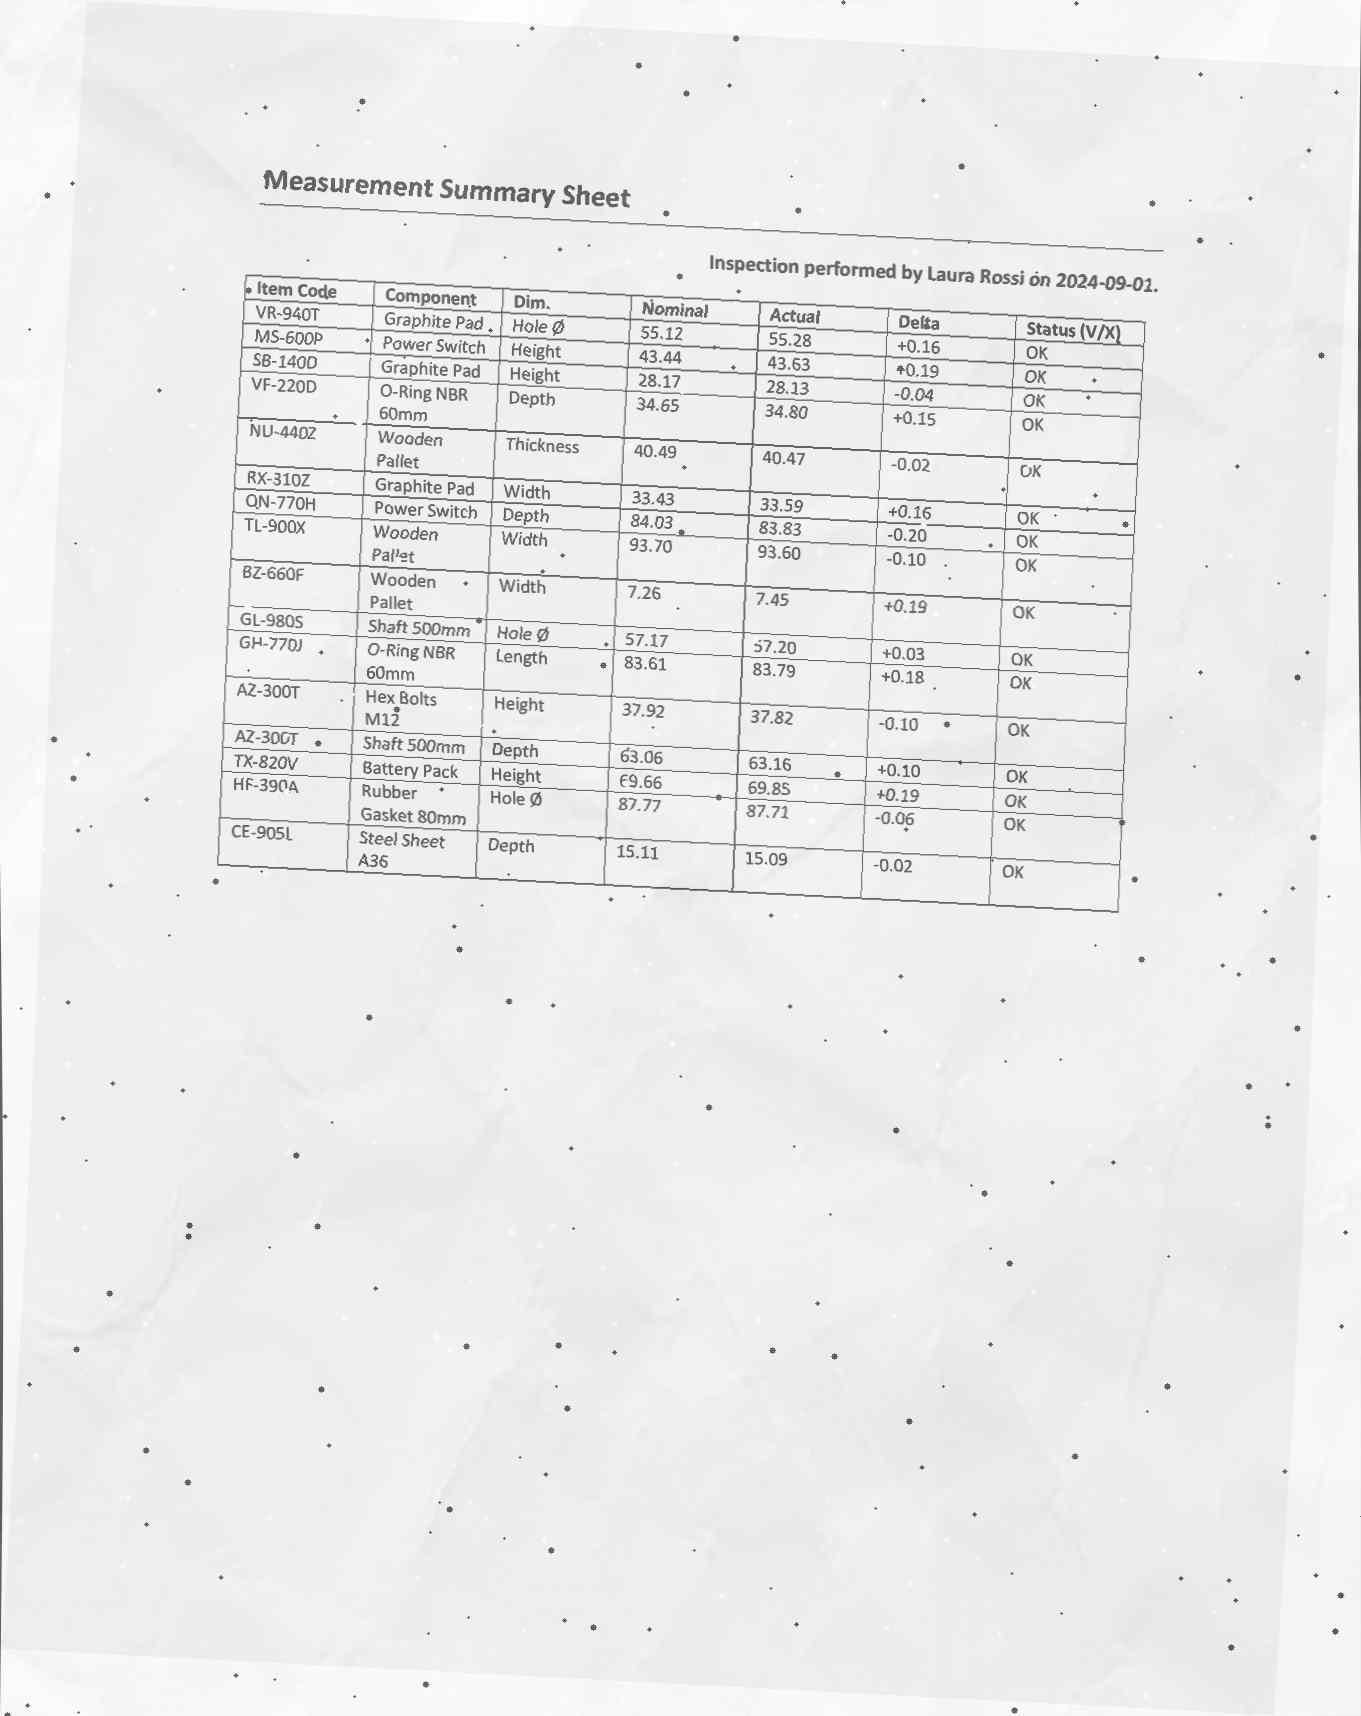 Measurement Summary Sheet
Inspection performed by Laura Rossi on 2024-09-01.
Item Code Component Dim. Nominal Actual Delta Status (V/X)
VR-940T Graphite Pad Hole Ø 55.12 55.28 +0.16 OK
MS-600P Power Switch Height 43.44 43.63 +0.19 OK
SB-140D Graphite Pad Height 28.17 28.13 -0.04 OK
VF-220D O-Ring NBR 60mm Depth 34.65 34.80 +0.15 OK
NU-440Z Wooden Pallet Thickness 40.49 40.47 -0.02 OK
RX-310Z Graphite Pad Width 33.43 33.59 +0.16 OK
QN-770H Power Switch Depth 84.03 83.83 -0.20 OK
TL-900X Wooden Pallet Width 93.70 93.60 -0.10 OK
BZ-660F Wooden Pallet Width 7.26 7.45 +0.19 OK
GL-980S Shaft 500mm Hole Ø 57.17 57.20 +0.03 OK
GH-770J O-Ring NBR 60mm Length 83.61 83.79 +0.18 OK
AZ-300T Hex Bolts M12 Height 37.92 37.82 -0.10 OK
AZ-300T Shaft 500mm Depth 63.06 63.16 +0.10 OK
TX-820V Battery Pack Height 69.66 69.85 +0.19 OK
HF-390A Rubber Gasket 80mm Hole Ø 87.77 87.71 -0.06 OK
CE-905L Steel Sheet A36 Depth 15.11 15.09 -0.02 OK